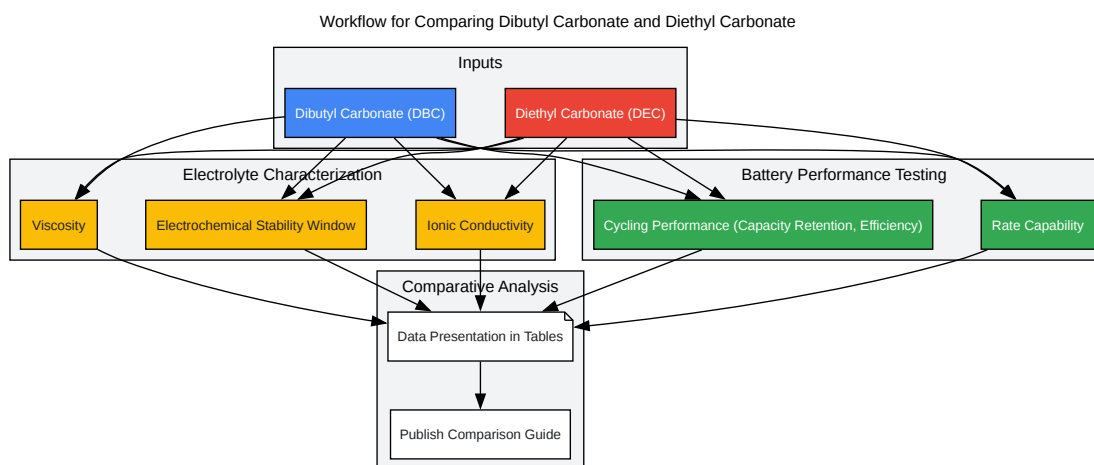 Workflow for Comparing Dibutyl Carbonate and Diethyl Carbonate
Inputs
Dibutyl Carbonate (DBC)
Diethyl Carbonate (DEC)
Electrolyte Characterization
Battery Performance Testing
Viscosity
Electrochemical Stability Window
Ionic Conductivity
Cycling Performance (Capacity Retention, Efficiency)
Rate Capability
Comparative Analysis
Data Presentation in Tables
Publish Comparison Guide